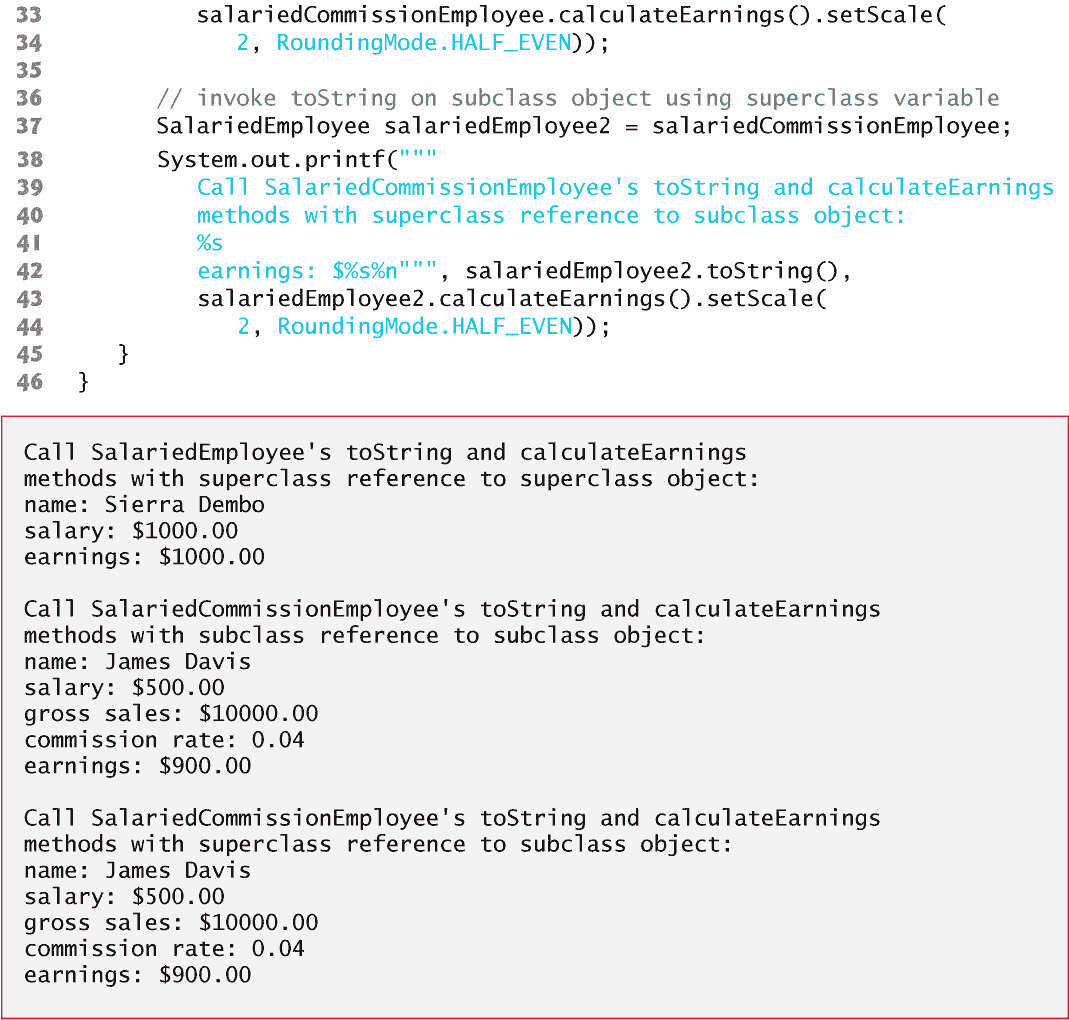 33 salariedCommissionEmployee.calculateEarnings().setScale(
34 2, RoundingMode.HALF_EVEN));
35
36 // invoke toString on subclass object using superclass variable
37 SalariedEmployee salariedEmployee2 = salariedCommissionEmployee;
38 System.out.printf("""
39 Call SalariedCommissionEmployee's toString and calculateEarnings
40 methods with superclass reference to subclass object:
41 %s
42 earnings: $%s%n""", salariedEmployee2.toString(),
43 salariedEmployee2.calculateEarnings().setScale(
44 2, RoundingMode.HALF_EVEN));
45 }
46 }
Call SalariedEmployee's toString and calculateEarnings
methods with superclass reference to superclass object:
name: Sierra Dembo
salary: $1000.00
earnings: $1000.00
Call SalariedCommissionEmployee's toString and calculateEarnings
methods with subclass reference to subclass object:
name: James Davis
salary: $500.00
gross sales: $10000.00
commission rate: 0.04
earnings: $900.00
Call SalariedCommissionEmployee's toString and calculateEarnings
methods with superclass reference to subclass object:
name: James Davis
salary: $500.00
gross sales: $10000.00
commission rate: 0.04
earnings: $900.00